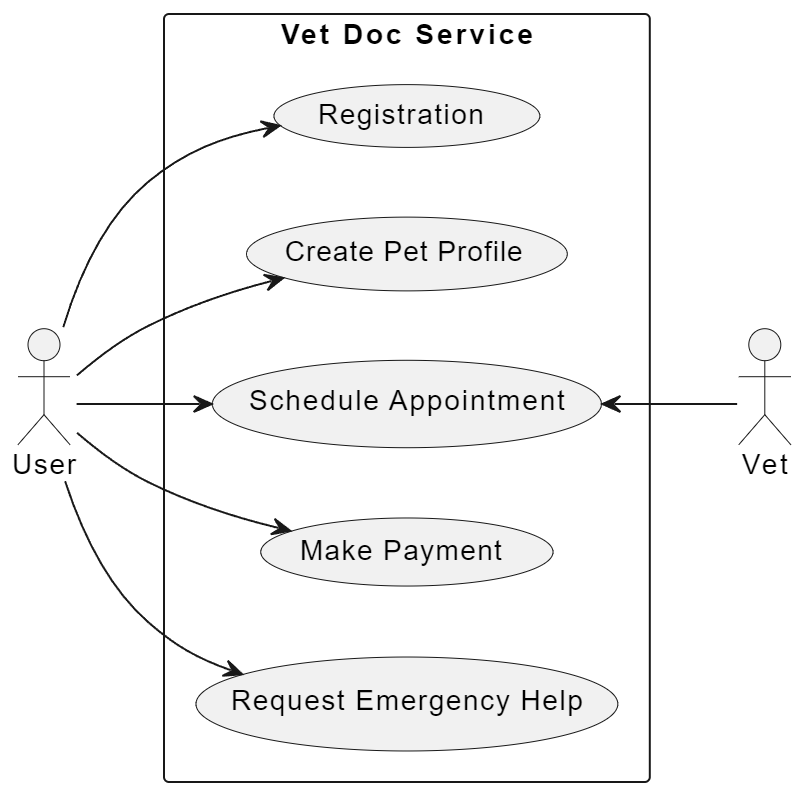 Vet Doc Service
Registration
Create Pet Profile
Schedule Appointment
User
Vet
Make Payment
Request Emergency Help